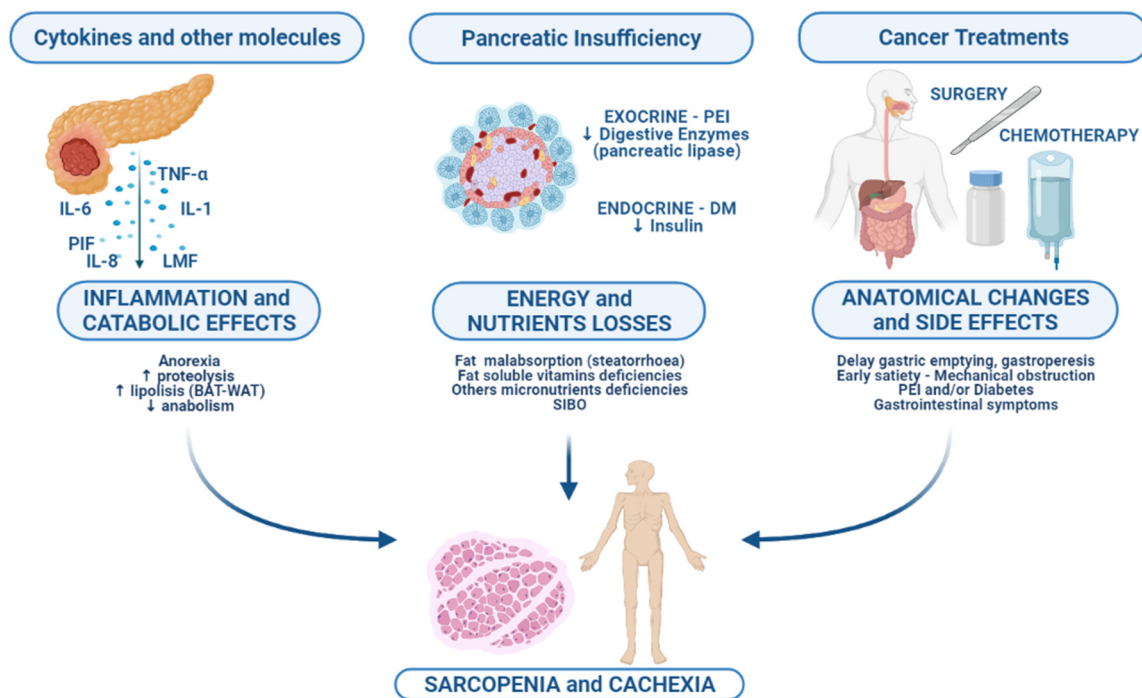 Cytokines and other molecules
TNF-α
IL-6
IL-1
PIF
IL-8
LMF
INFLAMMATION and
CATABOLIC EFFECTS
Anorexia
↑ proteolysis
↑ lipolisis (BAT-WAT)
↓ anabolism
Pancreatic Insufficiency
EXOCRINE - PEI
↓ Digestive Enzymes
(pancreatic lipase)
ENDOCRINE - DM
↓ Insulin
ENERGY and
NUTRIENTS LOSSES
Fat malabsorption (steatorrhoea)
Fat soluble vitamins deficiencies
Others micronutrients deficiencies
SIBO
Cancer Treatments
SURGERY
CHEMOTHERAPY
ANATOMICAL CHANGES
and SIDE EFFECTS
Delay gastric emptying, gastroperesis
Early satiety - Mechanical obstruction
PEI and/or Diabetes
Gastrointestinal symptoms
SARCOPENIA and CACHEXIA